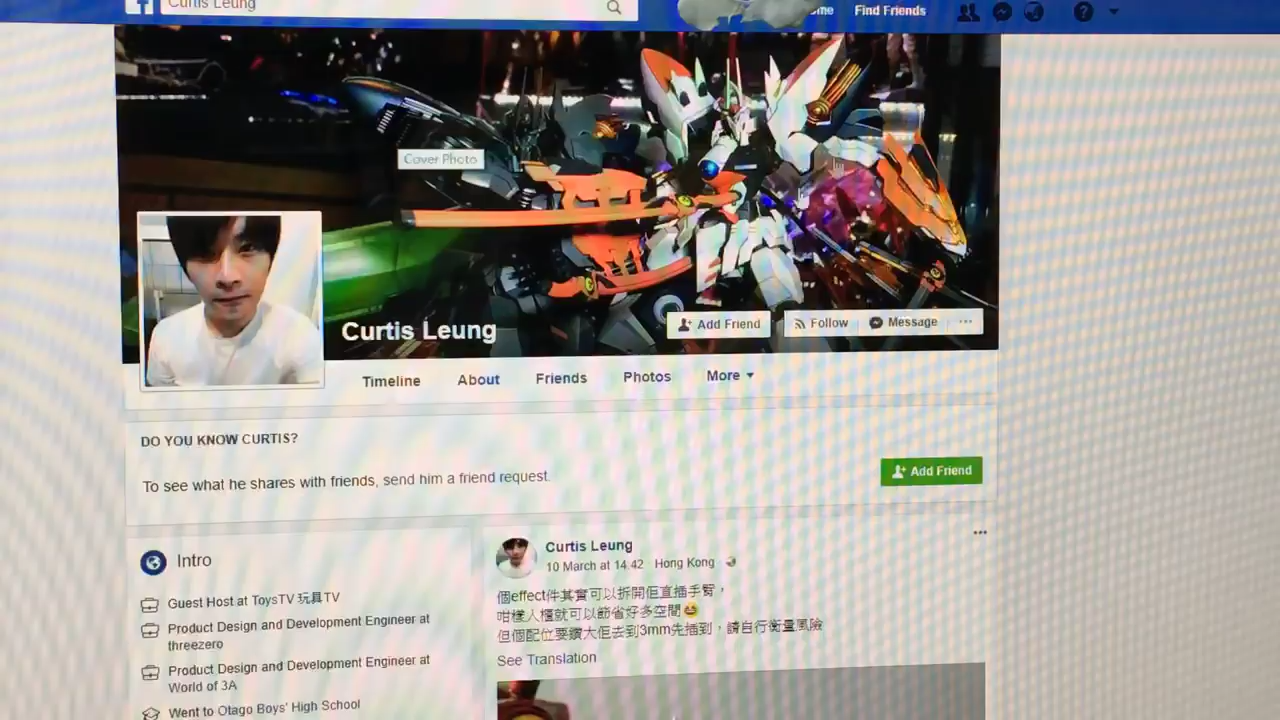 Curtis Leung
Find Friends
Cover Photo
Curtis Leung
Add Friend
Follow
Message
Timeline
About
Friends
Photos
More
DO YOU KNOW CURTIS?
To see what he shares with friends, send him a friend request.
Add Friend
Intro
Guest Host at ToysTV 玩具TV
Product Design and Development Engineer at
threezero
Product Design and Development Engineer at
World of 3A
Went to Otago Boys' High School
Curtis Leung
10 March at 14:42 Hong Kong
個effect件其實可以拆開佢直插手臂，
咁樣入櫃就可以節省好多空間😆
但個配位要鑽大佢去到3mm先插到，請自行衡量風險
See Translation